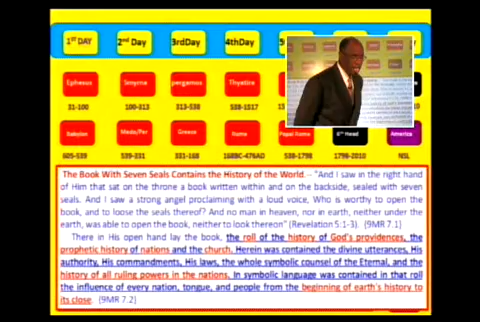 1st DAY 2nd Day 3rdDay 4thDay
Ephesus Smyrna pergamos Thyatira
31-100 100-313 313-538 538-1517
Babylon Medo/Per Greece Rome Papal Rome 6th Head America
605-539 539-331 331-168 168BC-476AD 538-1798 1798-2010 NSL
The Book With Seven Seals Contains the History of the World. – "And I saw in the right hand
of Him that sat on the throne a book written within and on the backside, sealed with seven
seals. And I saw a strong angel proclaiming with a loud voice, Who is worthy to open the
book, and to loose the seals thereof? And no man in heaven, nor in earth, neither under the
earth, was able to open the book, neither to look thereon" (Revelation 5:1-3). (9MR 7.1)
There in His open hand lay the book, the roll of the history of God's providences, the
prophetic history of nations and the church. Herein was contained the divine utterances, His
authority, His commandments, His laws, the whole symbolic counsel of the Eternal, and the
history of all ruling powers in the nations. In symbolic language was contained in that roll
the influence of every nation, tongue, and people from the beginning of earth's history to
its close. (9MR 7.2)